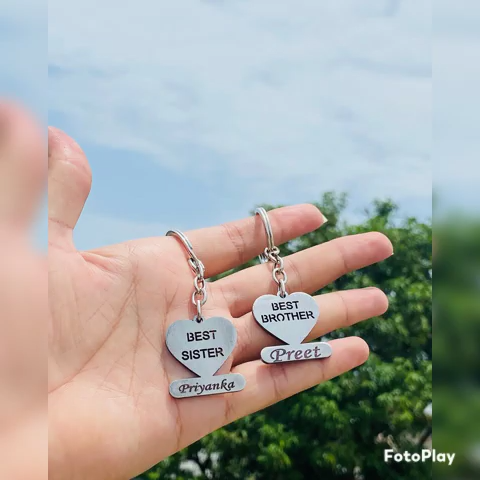 BEST
SISTER
Priyanka
BEST
BROTHER
Preet
FotoPlay